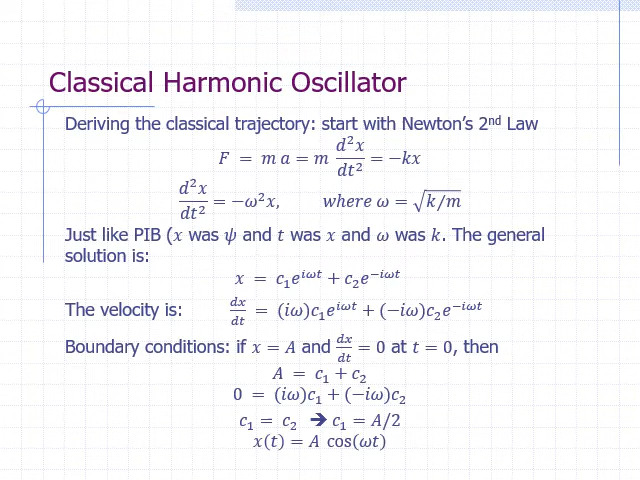 Classical Harmonic Oscillator
Deriving the classical trajectory: start with Newton's 2nd Law
F = m a = m d²x/dt² = −kx
d²x/dt² = −ω²x, where ω = √(k/m)
Just like PIB (x was ψ and t was x and ω was k. The general
solution is:
x = c₁e^{iωt} + c₂e^{−iωt}
The velocity is: dx/dt = (iω)c₁e^{iωt} + (−iω)c₂e^{−iωt}
Boundary conditions: if x = A and dx/dt = 0 at t = 0, then
A = c₁ + c₂
0 = (iω)c₁ + (−iω)c₂
c₁ = c₂ ➔ c₁ = A/2
x(t) = A cos(ωt)